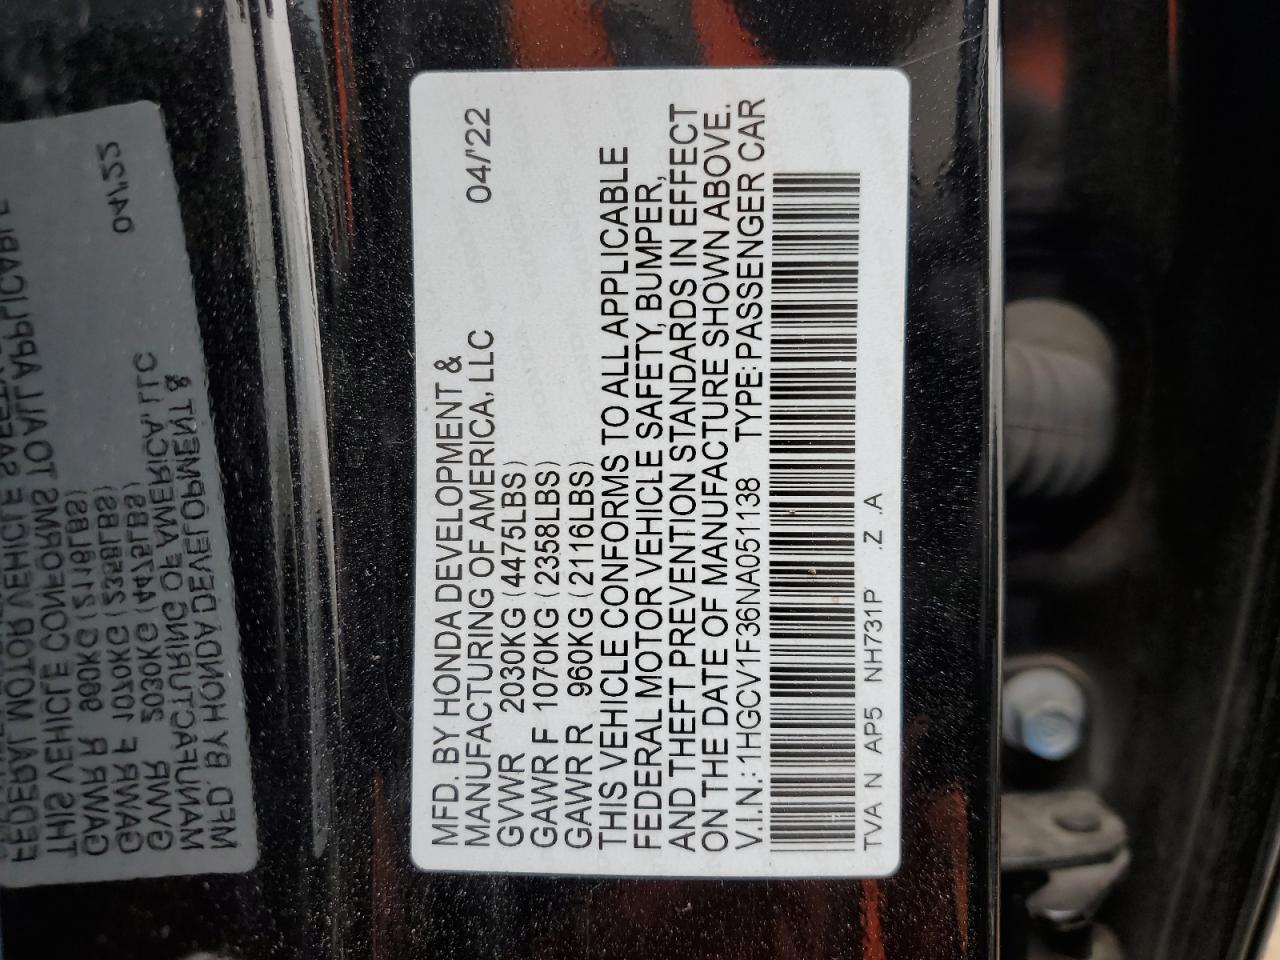 MFD. BY HONDA DEVELOPMENT &
MANUFACTURING OF AMERICA, LLC 04/'22
GVWR 2030KG (4475LBS)
GAWR F 1070KG (2358LBS)
GAWR R 960KG (2116LBS)
THIS VEHICLE CONFORMS TO ALL APPLICABLE
FEDERAL MOTOR VEHICLE SAFETY, BUMPER,
AND THEFT PREVENTION STANDARDS IN EFFECT
ON THE DATE OF MANUFACTURE SHOWN ABOVE.
V.I.N.: 1HGCV1F36NA051138 TYPE: PASSENGER CAR
TVA N AP5 NH731P .Z .A